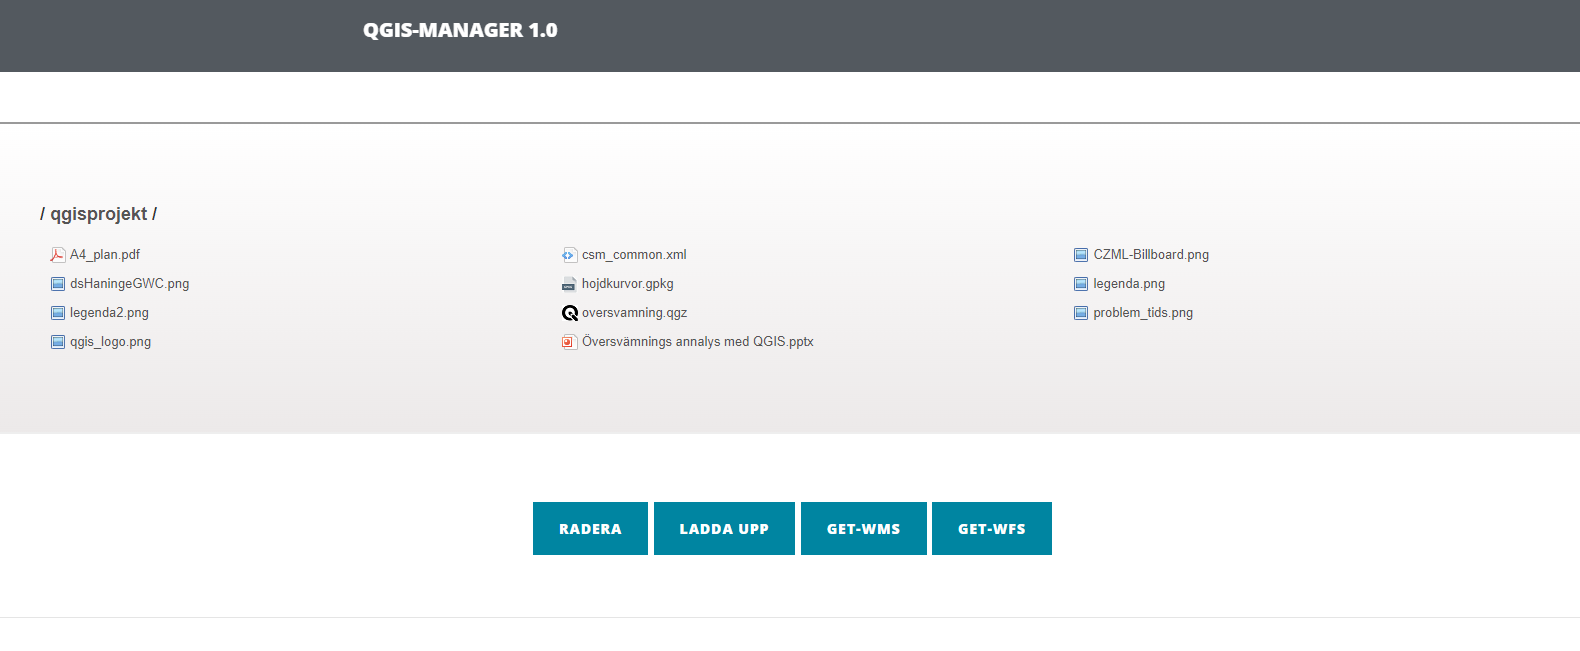 QGIS-MANAGER 1.0
/ qgisprojekt /
A4_plan.pdf
csm_common.xml
CZML-Billboard.png
dsHaningeGWC.png
hojdkurvor.gpkg
legenda.png
legenda2.png
oversvamning.qgz
problem_tids.png
qgis_logo.png
Översvämnings annalys med QGIS.pptx
RADERA
LADDA UPP
GET-WMS
GET-WFS